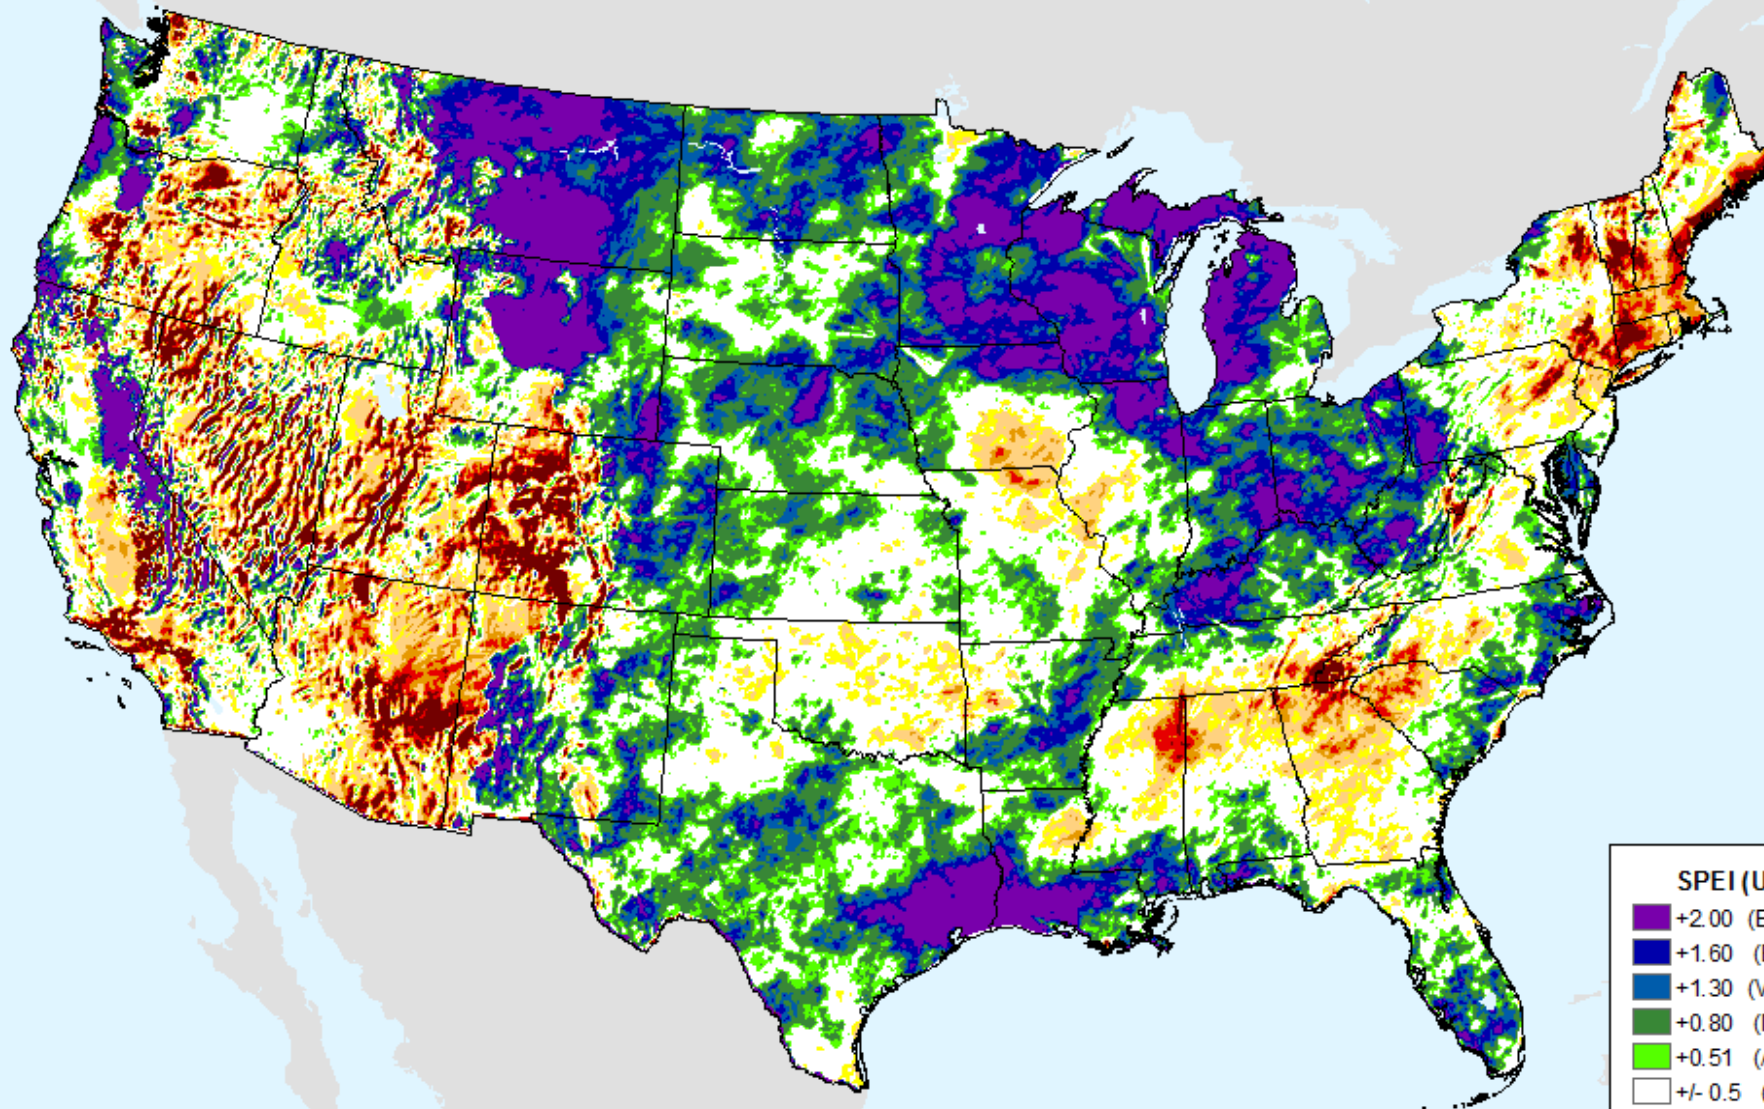 SPEI (U
+2.00 (E
+1.60 (
+1.30 (V
+0.80 (
+0.51 (
+/- 0.5 (